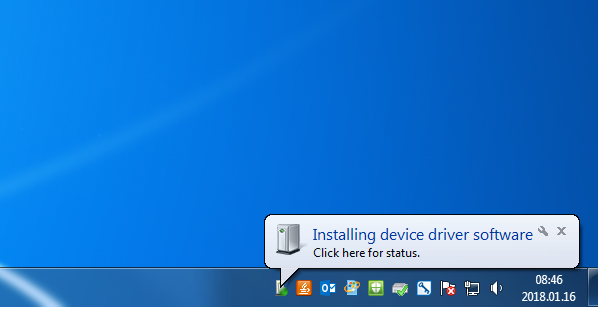 Installing device driver software
Click here for status.
08:46
2018.01.16